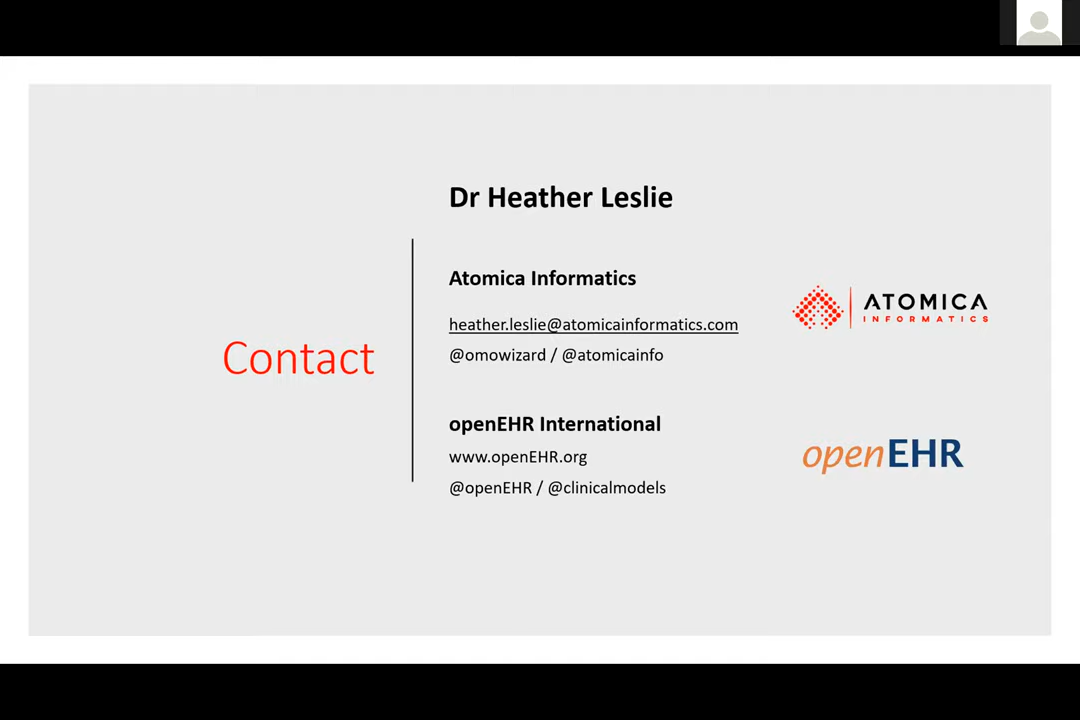 Contact
Dr Heather Leslie
Atomica Informatics
heather.leslie@atomicainformatics.com
@omowizard / @atomicainfo
openEHR International
www.openEHR.org
@openEHR / @clinicalmodels
ATOMICA
INFORMATICS
openEHR